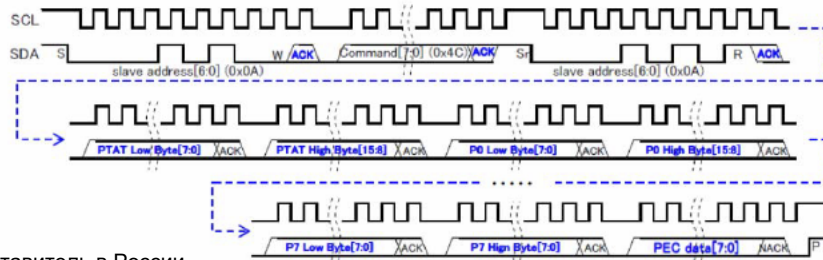 SCL
SDA S W ACK Command[7:0] (0x4C) ACK Sr R ACK
slave address[6:0] (0x0A) slave address[6:0] (0x0A)
PTAT Low Byte[7:0] ACK PTAT High Byte[15:8] ACK P0 Low Byte[7:0] ACK P0 High Byte[15:8] ACK
.....
P7 Low Byte[7:0] ACK P7 Hign Byte[7:0] ACK PEC data[7:0] NACK P